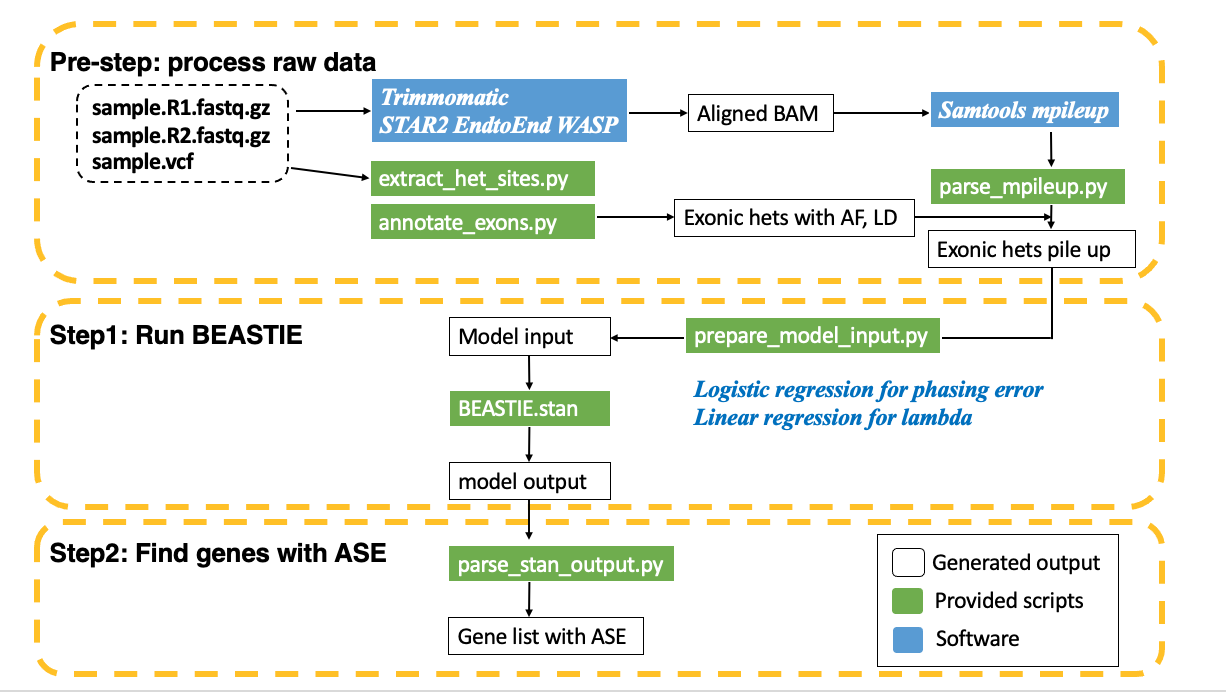 Pre-step: process raw data
sample.R1.fastq.gz
sample.R2.fastq.gz
sample.vcf
Trimmomatic
STAR2 EndtoEnd WASP
Aligned BAM
Samtools mpileup
extract_het_sites.py
parse_mpileup.py
annotate_exons.py
Exonic hets with AF, LD
Exonic hets pile up
Step1: Run BEASTIE
Model input
prepare_model_input.py
Logistic regression for phasing error
Linear regression for lambda
BEASTIE.stan
model output
Step2: Find genes with ASE
parse_stan_output.py
Gene list with ASE
Generated output
Provided scripts
Software